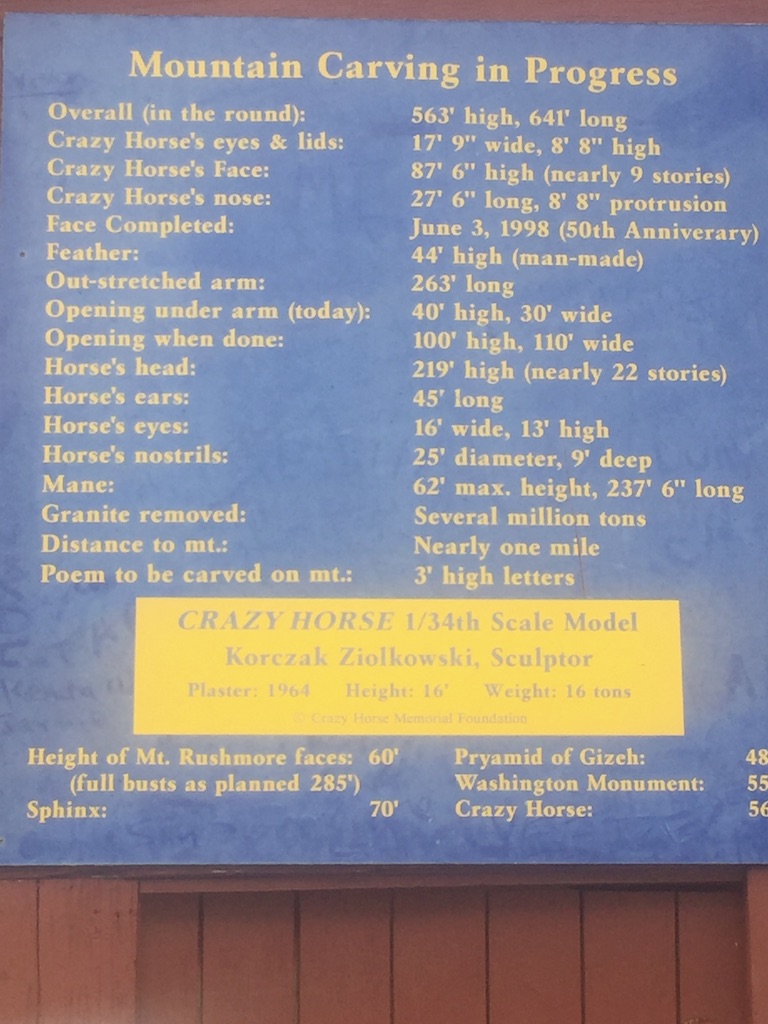 Mountain Carving in Progress
Overall (in the round): 563' high, 641' long
Crazy Horse's eyes & lids: 17' 9" wide, 8' 8" high
Crazy Horse's Face: 87' 6" high (nearly 9 stories)
Crazy Horse's nose: 27' 6" long, 8' 8" protrusion
Face Completed: June 3, 1998 (50th Anniverary)
Feather: 44' high (man-made)
Out-stretched arm: 263' long
Opening under arm (today): 40' high, 30' wide
Opening when done: 100' high, 110' wide
Horse's head: 219' high (nearly 22 stories)
Horse's ears: 45' long
Horse's eyes: 16' wide, 13' high
Horse's nostrils: 25' diameter, 9' deep
Mane: 62' max. height, 237' 6" long
Granite removed: Several million tons
Distance to mt.: Nearly one mile
Poem to be carved on mt.: 3' high letters
CRAZY HORSE 1/34th Scale Model
Korczak Ziolkowski, Sculptor
Plaster: 1964 Height: 16' Weight: 16 tons
© Crazy Horse Memorial Foundation
Height of Mt. Rushmore faces: 60' Pryamid of Gizeh: 48
(full busts as planned 285') Washington Monument: 55
Sphinx: 70' Crazy Horse: 56